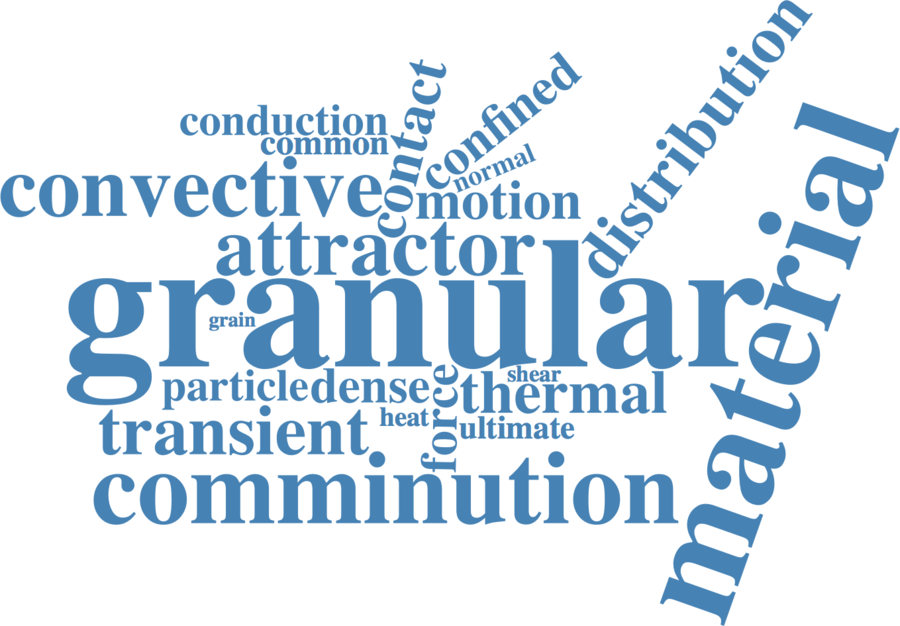 distribution
contact
confined
material
conduction
common
normal
convective
motion
attractor
granular
grain
particle
dense
force
shear
thermal
transient
heat
ultimate
comminution